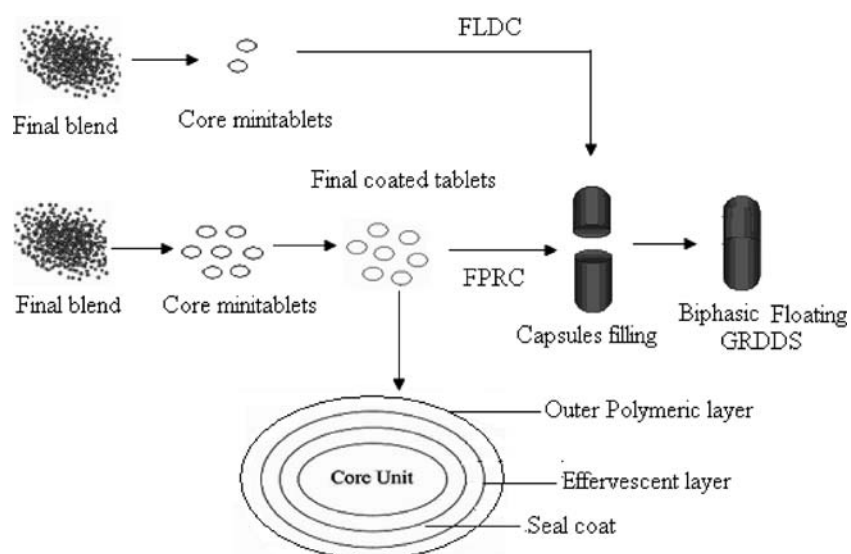 FLDC
Final blend
Core minitablets
Final coated tablets
Final blend
Core minitablets
FPRC
Capsules filling
Biphasic Floating
GRDDS
Outer Polymeric layer
Core Unit
Effervescent layer
Seal coat